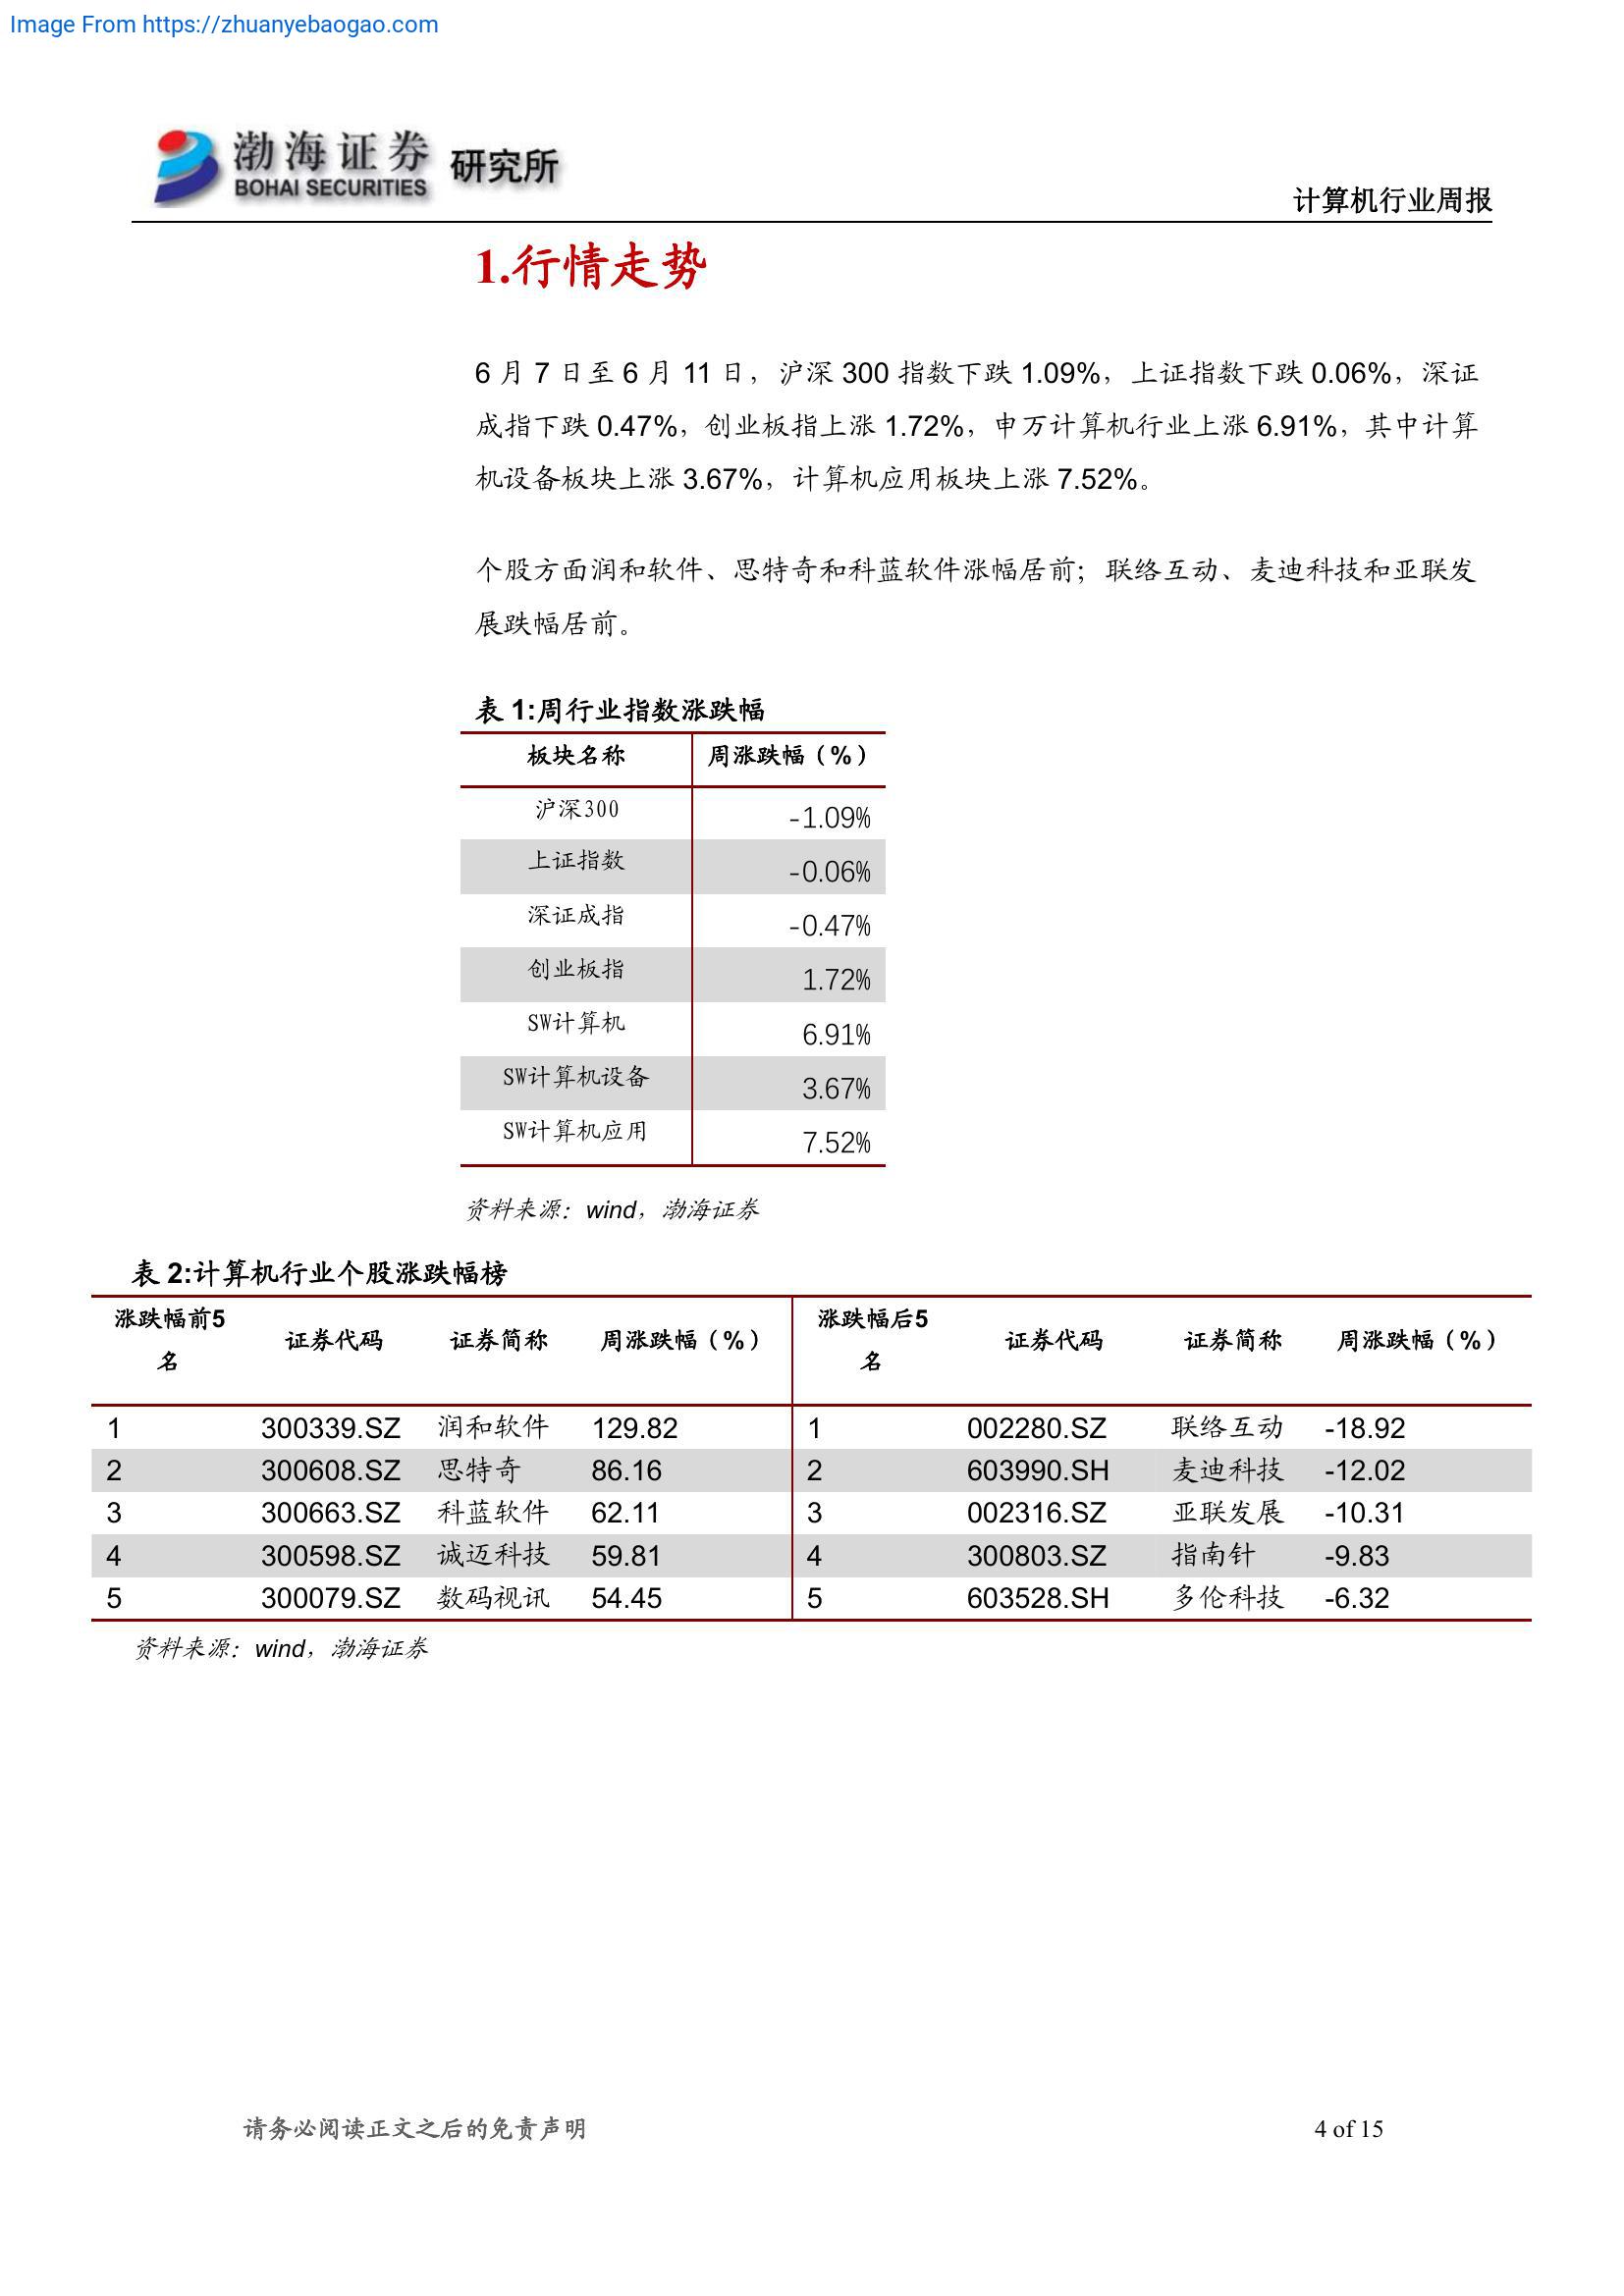 Image From https://zhuanyebaogao.com
渤海证券 研究所
BOHAI SECURITIES
计算机行业周报
1.行情走势
6 月 7 日至 6 月 11 日，沪深 300 指数下跌 1.09%，上证指数下跌 0.06%，深证
成指下跌 0.47%，创业板指上涨 1.72%，申万计算机行业上涨 6.91%，其中计算
机设备板块上涨 3.67%，计算机应用板块上涨 7.52%。
个股方面润和软件、思特奇和科蓝软件涨幅居前；联络互动、麦迪科技和亚联发
展跌幅居前。
表 1:周行业指数涨跌幅
板块名称 周涨跌幅（%）
沪深300 -1.09%
上证指数 -0.06%
深证成指 -0.47%
创业板指 1.72%
SW计算机 6.91%
SW计算机设备 3.67%
SW计算机应用 7.52%
资料来源：wind，渤海证券
表 2:计算机行业个股涨跌幅榜
涨跌幅前5名 证券代码 证券简称 周涨跌幅（%） 涨跌幅后5名 证券代码 证券简称 周涨跌幅（%）
1 300339.SZ 润和软件 129.82 1 002280.SZ 联络互动 -18.92
2 300608.SZ 思特奇 86.16 2 603990.SH 麦迪科技 -12.02
3 300663.SZ 科蓝软件 62.11 3 002316.SZ 亚联发展 -10.31
4 300598.SZ 诚迈科技 59.81 4 300803.SZ 指南针 -9.83
5 300079.SZ 数码视讯 54.45 5 603528.SH 多伦科技 -6.32
资料来源：wind，渤海证券
请务必阅读正文之后的免责声明 4 of 15